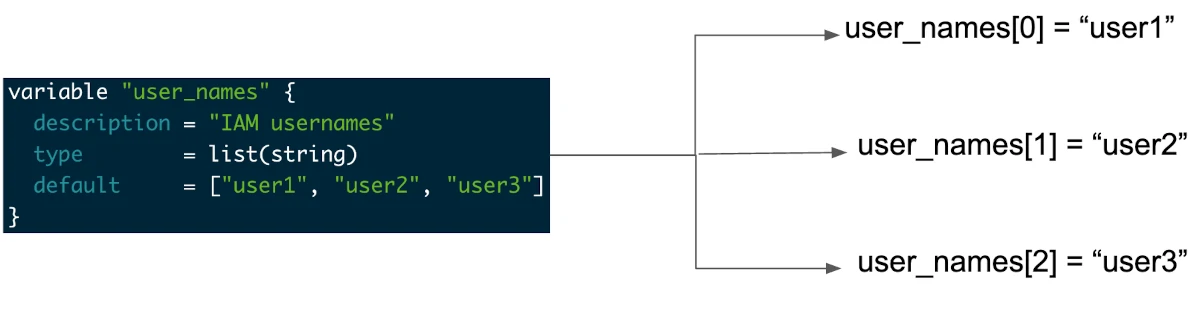 variable "user_names" {
  description = "IAM usernames"
  type        = list(string)
  default     = ["user1", "user2", "user3"]
}
user_names[0] = “user1”
user_names[1] = “user2”
user_names[2] = “user3”